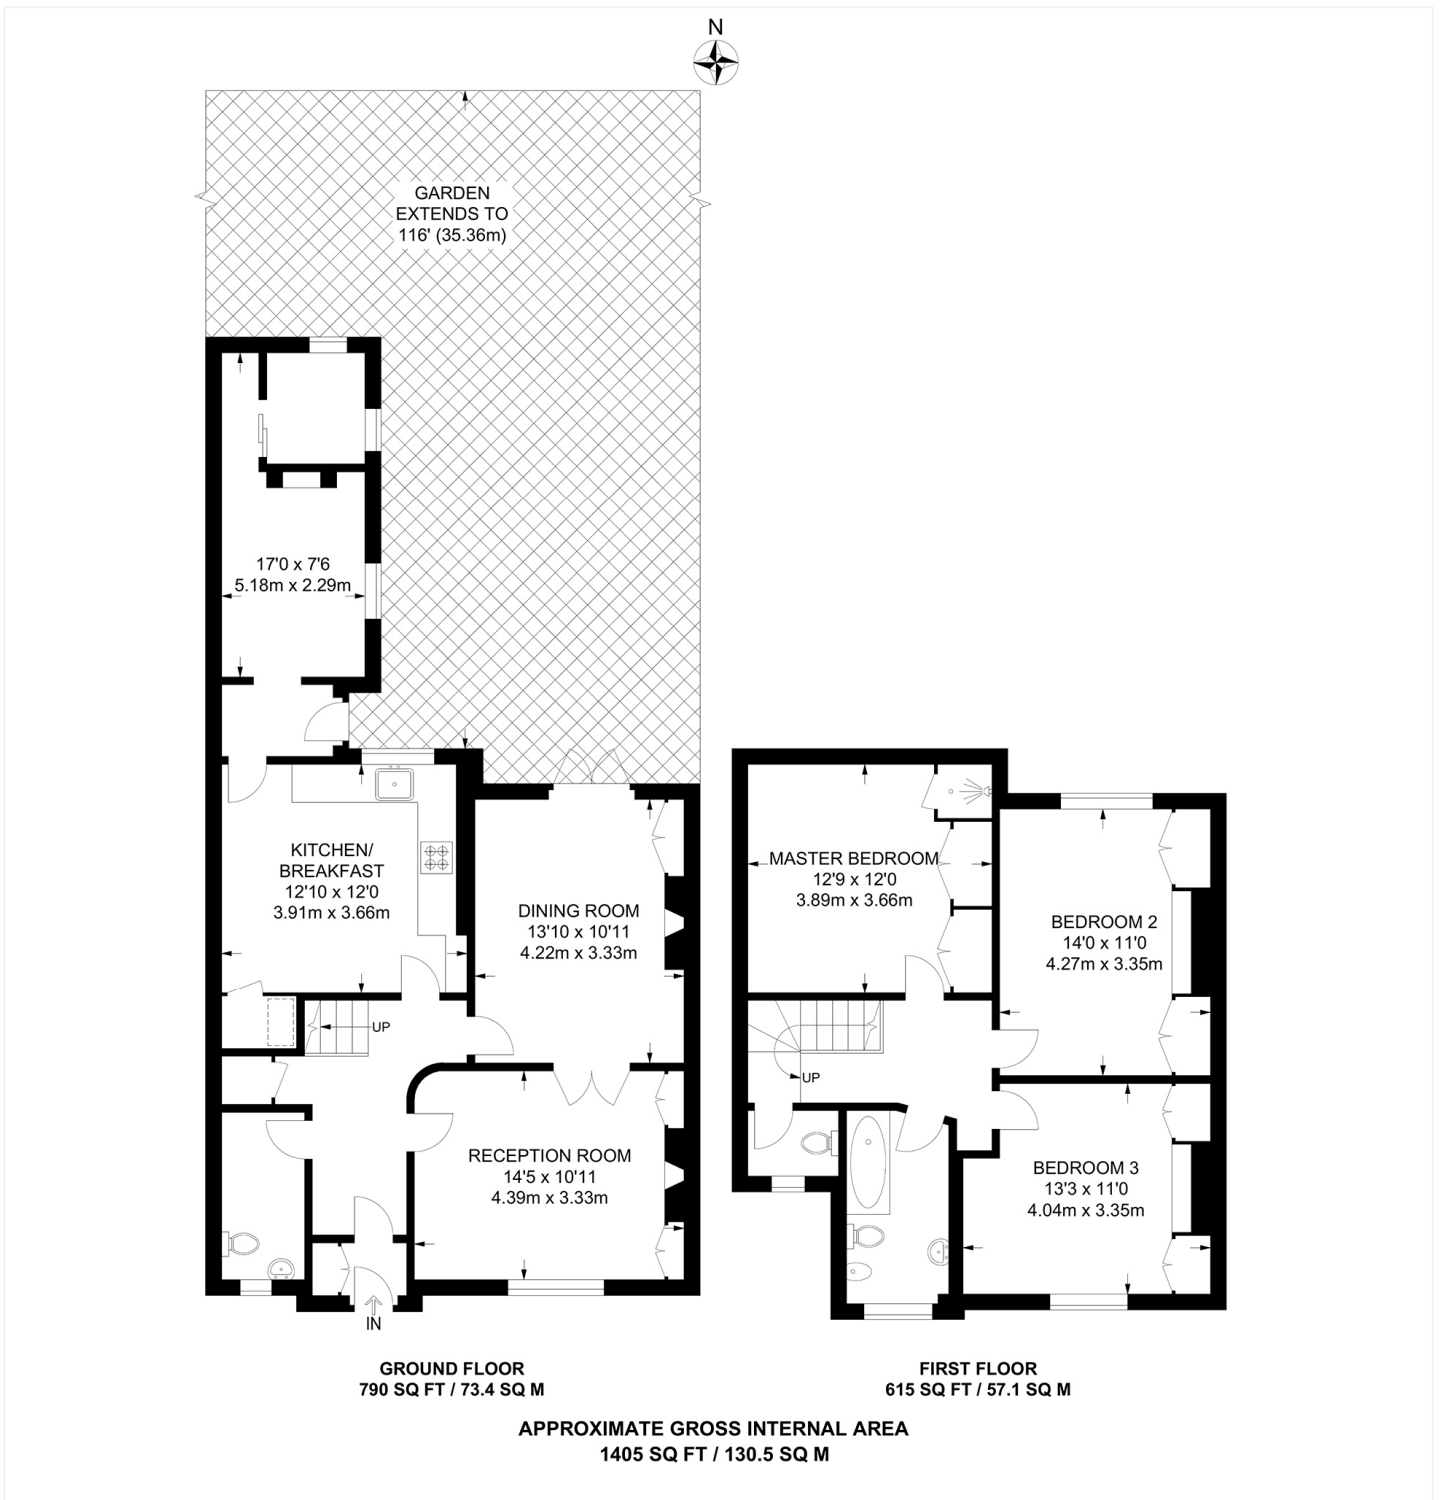 N
GARDEN
EXTENDS TO
116' (35.36m)
17'0 x 7'6
5.18m x 2.29m
KITCHEN/
BREAKFAST
12'10 x 12'0
3.91m x 3.66m
DINING ROOM
13'10 x 10'11
4.22m x 3.33m
UP
RECEPTION ROOM
14'5 x 10'11
4.39m x 3.33m
IN
MASTER BEDROOM
12'9 x 12'0
3.89m x 3.66m
BEDROOM 2
14'0 x 11'0
4.27m x 3.35m
UP
BEDROOM 3
13'3 x 11'0
4.04m x 3.35m
GROUND FLOOR
790 SQ FT / 73.4 SQ M
FIRST FLOOR
615 SQ FT / 57.1 SQ M
APPROXIMATE GROSS INTERNAL AREA
1405 SQ FT / 130.5 SQ M